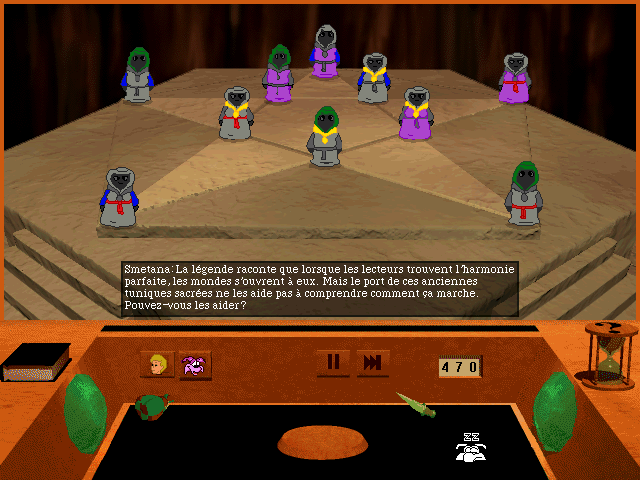 Smetana: La légende raconte que lorsque les lecteurs trouvent l'harmonie
parfaite, les mondes s'ouvrent à eux. Mais le port de ces anciennes
tuniques sacrées ne les aide pas à comprendre comment ça marche.
Pouvez-vous les aider?
?
470
zz